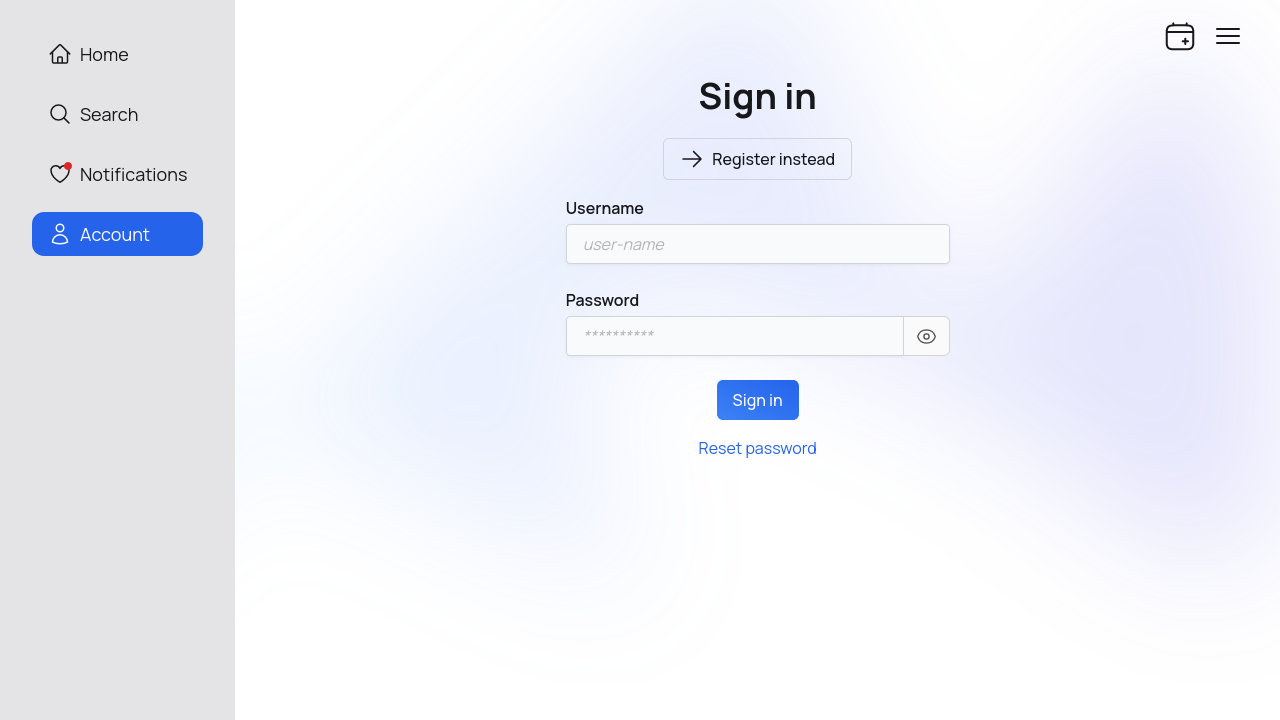 Home
Search
Notifications
Account
Sign in
Register instead
Username
user-name
Password
**********
Sign in
Reset password